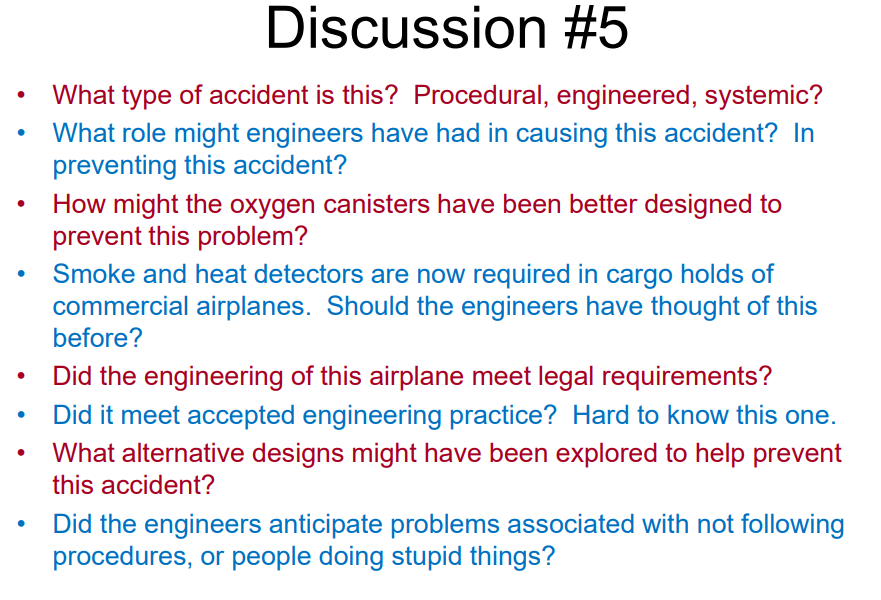 Discussion #5
• What type of accident is this?  Procedural, engineered, systemic?
• What role might engineers have had in causing this accident?  In
preventing this accident?
• How might the oxygen canisters have been better designed to
prevent this problem?
• Smoke and heat detectors are now required in cargo holds of
commercial airplanes.  Should the engineers have thought of this
before?
• Did the engineering of this airplane meet legal requirements?
• Did it meet accepted engineering practice?  Hard to know this one.
• What alternative designs might have been explored to help prevent
this accident?
• Did the engineers anticipate problems associated with not following
procedures, or people doing stupid things?